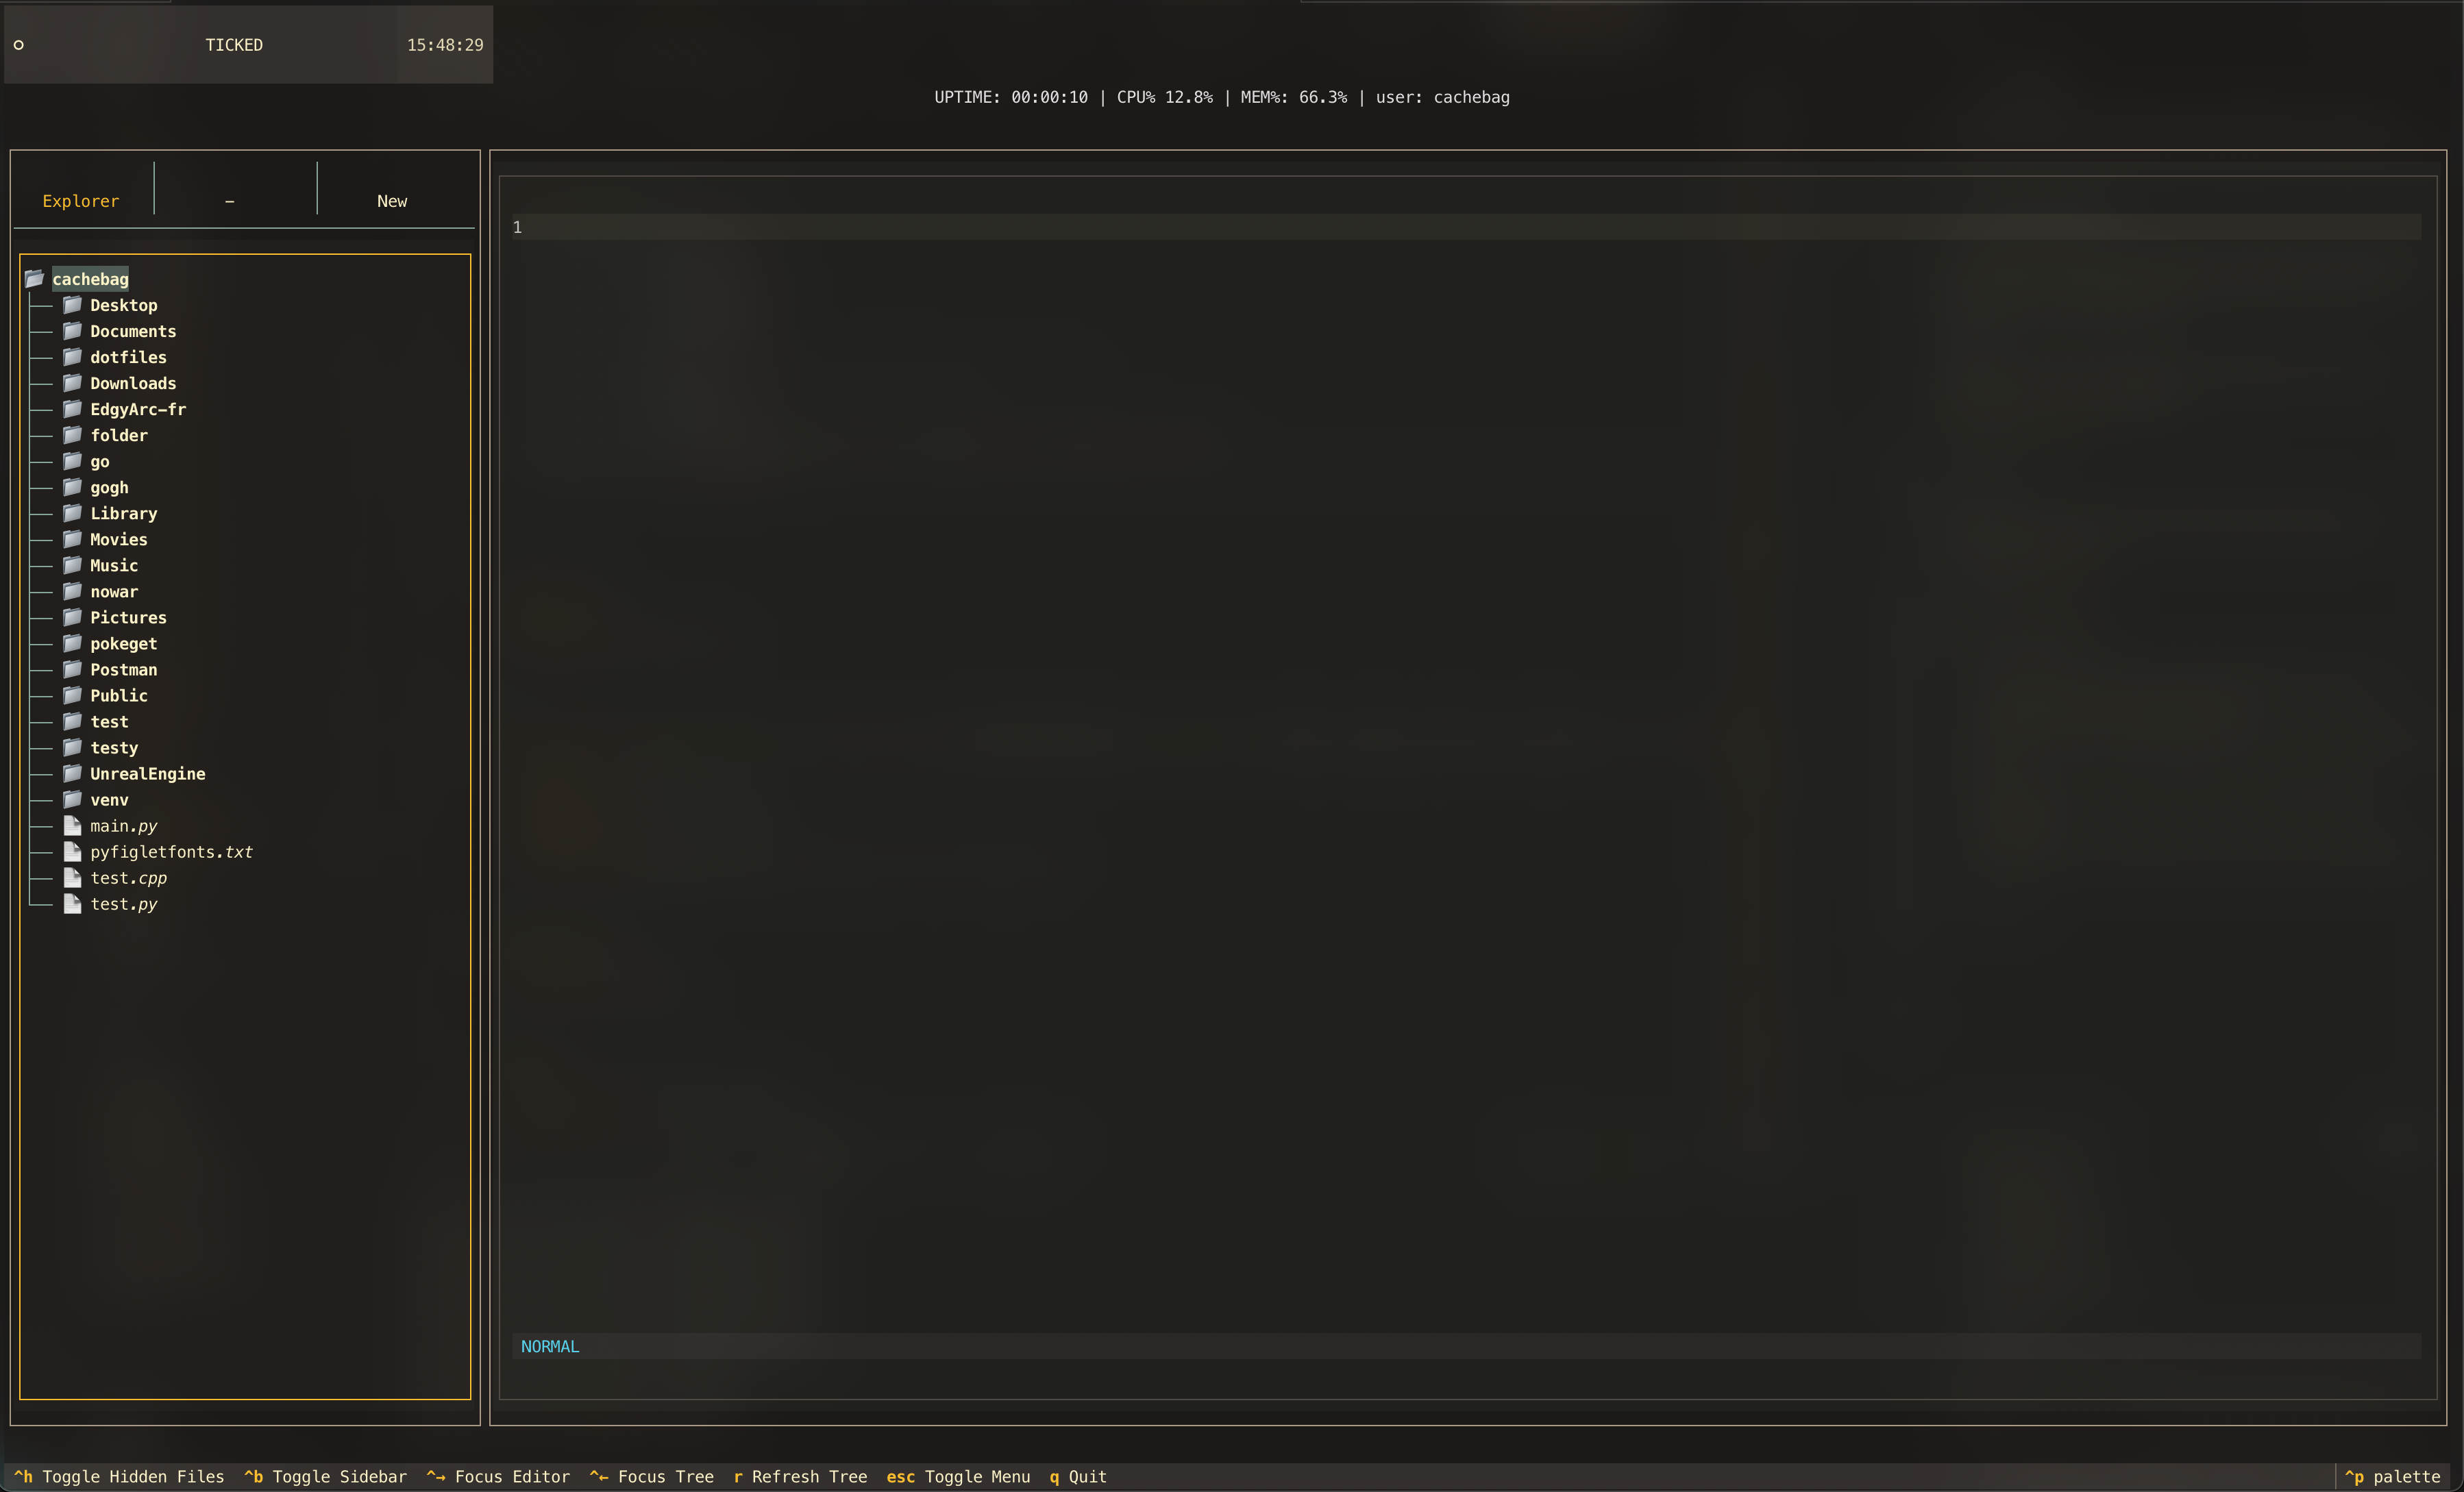 TICKED 15:48:29
UPTIME: 00:00:10 | CPU% 12.8% | MEM%: 66.3% | user: cachebag
Explorer – New
cachebag
Desktop
Documents
dotfiles
Downloads
EdgyArc-fr
folder
go
gogh
Library
Movies
Music
nowar
Pictures
pokeget
Postman
Public
test
testy
UnrealEngine
venv
main.py
pyfigletfonts.txt
test.cpp
test.py
1
NORMAL
^h Toggle Hidden Files ^b Toggle Sidebar ^→ Focus Editor ^← Focus Tree r Refresh Tree esc Toggle Menu q Quit ^p palette